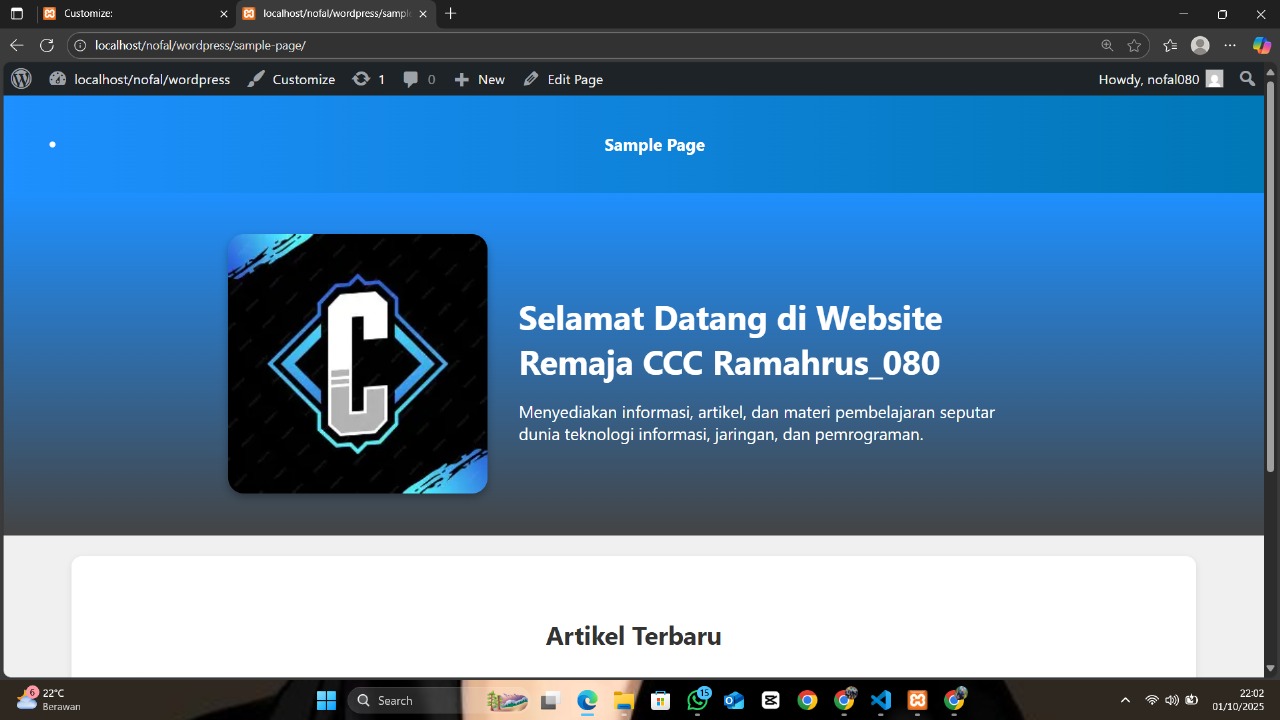 Customize:
localhost/nofal/wordpress/sampl
localhost/nofal/wordpress/sample-page/
localhost/nofal/wordpress
Customize
1
0
New
Edit Page
Howdy, nofal080
Sample Page
C
Selamat Datang di Website
Remaja CCC Ramahrus_080
Menyediakan informasi, artikel, dan materi pembelajaran seputar
dunia teknologi informasi, jaringan, dan pemrograman.
Artikel Terbaru
6
22°C
Berawan
Search
15
22:02
01/10/2025